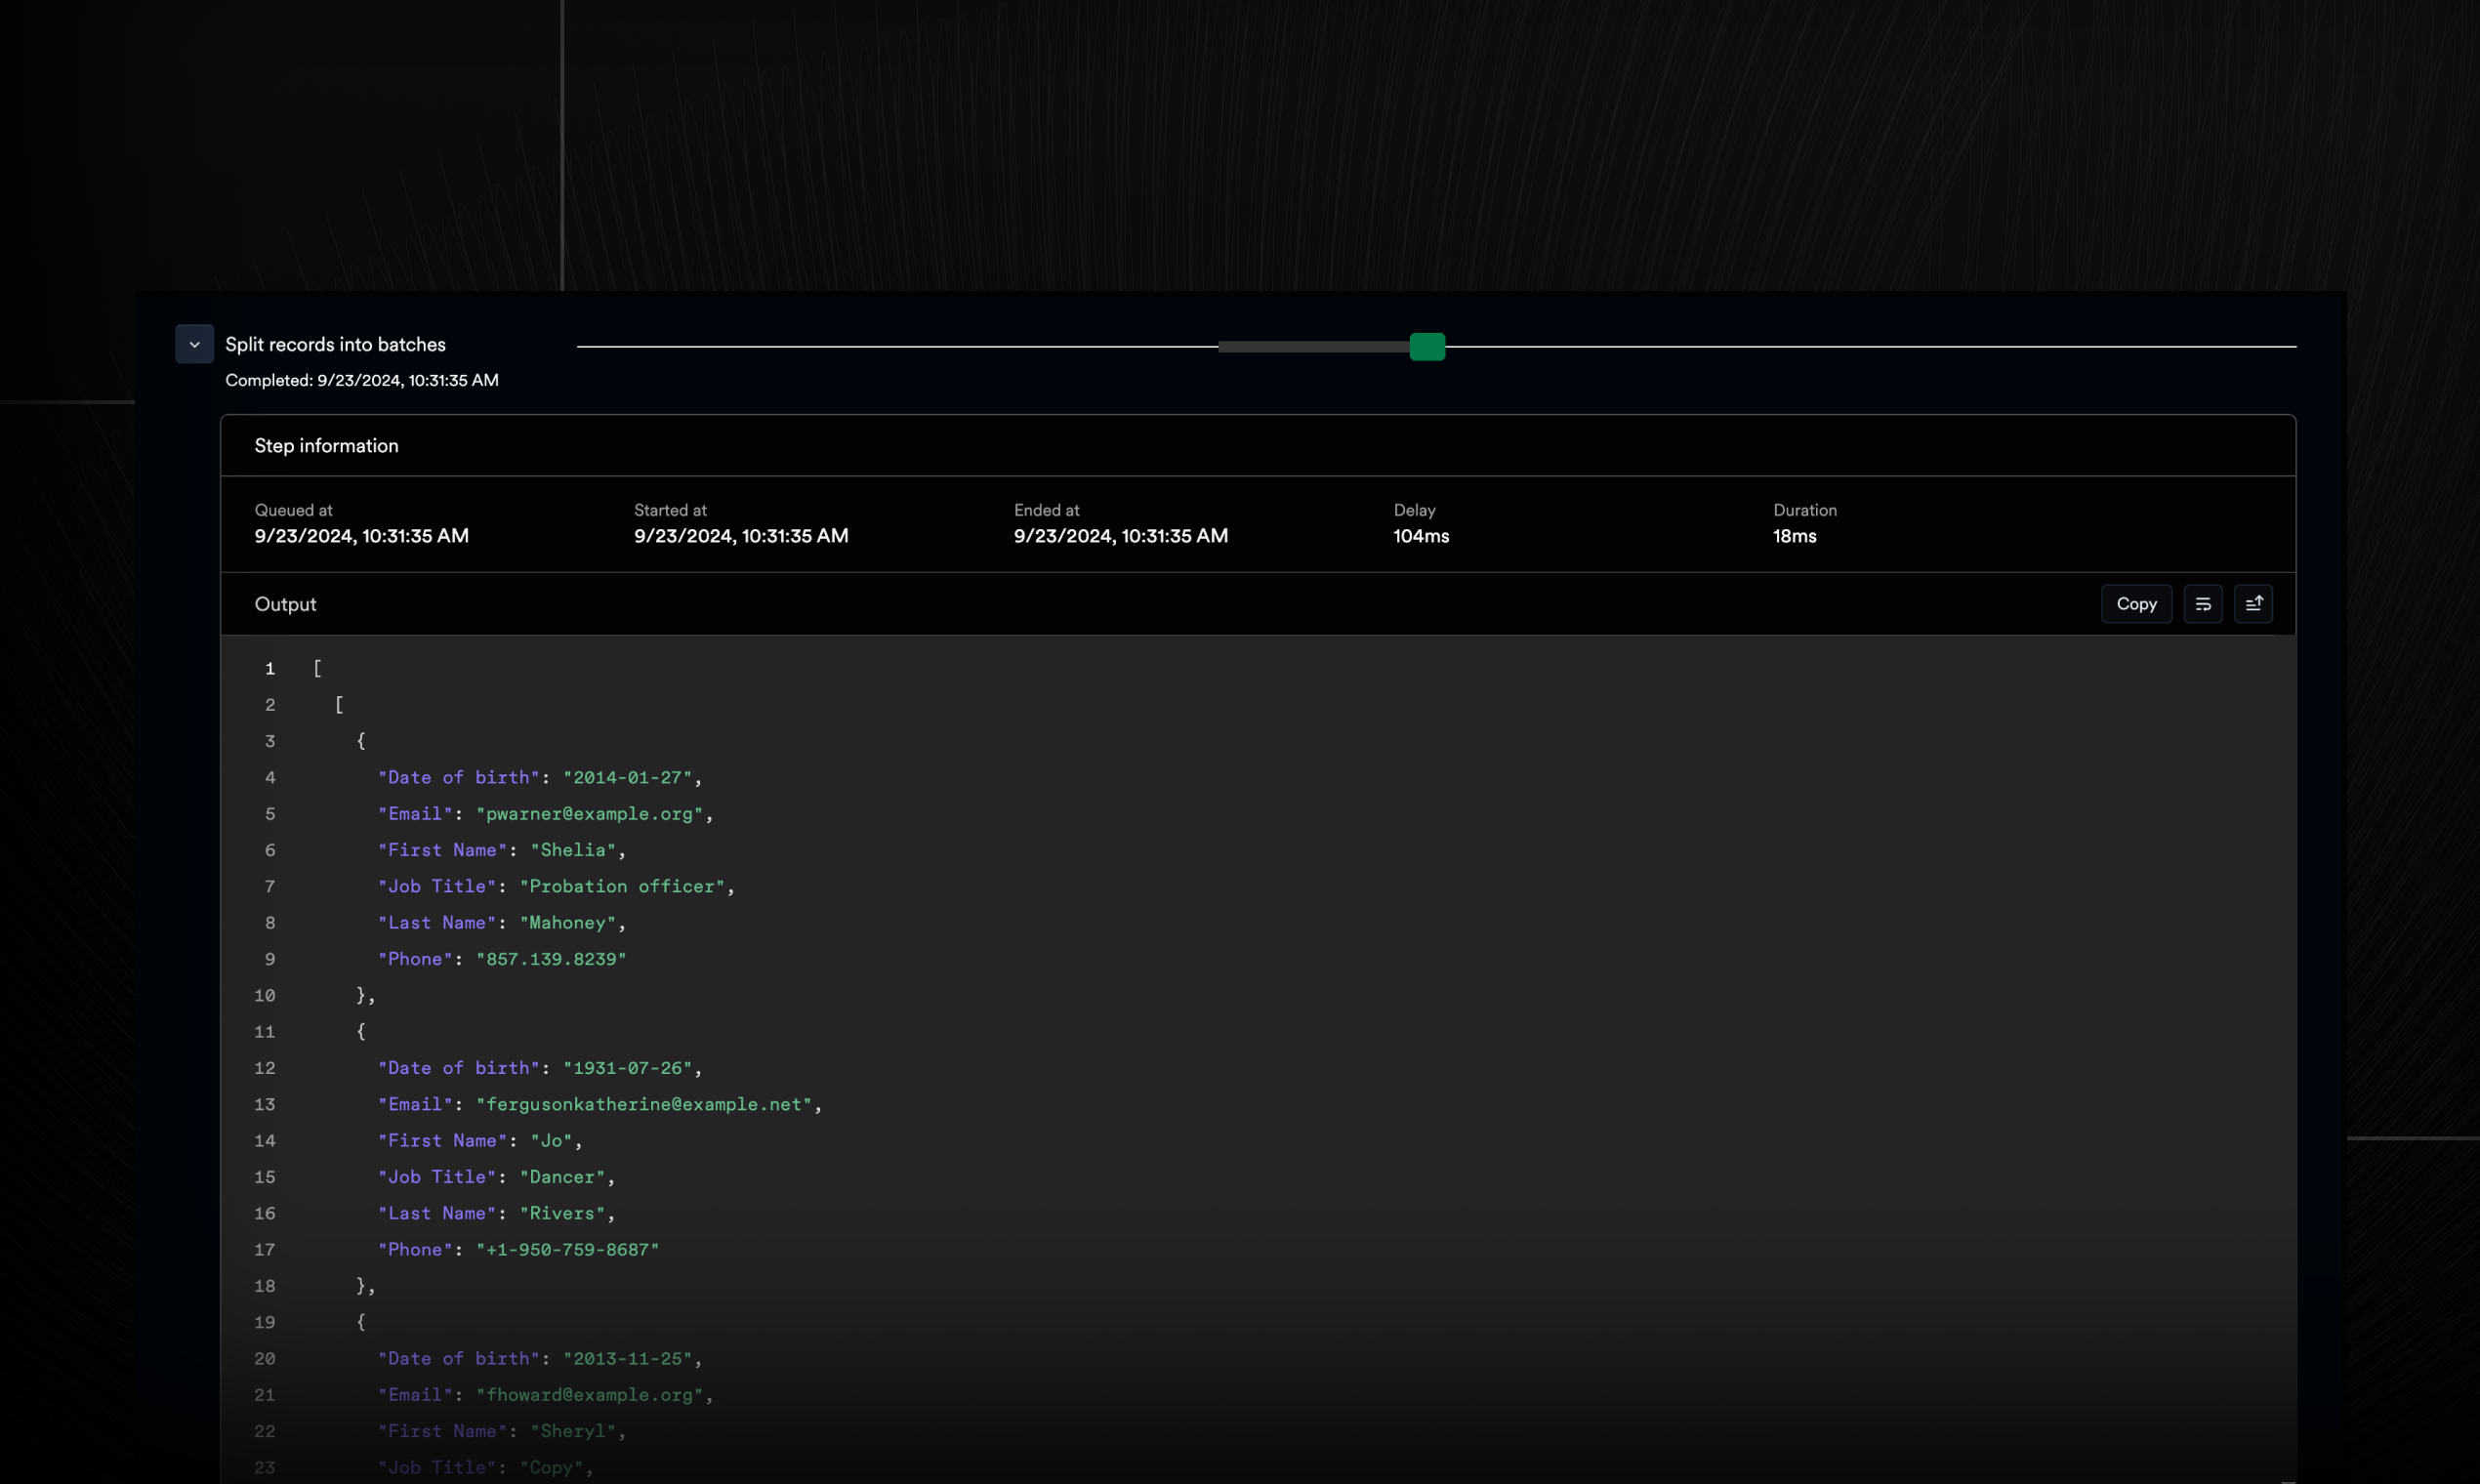 Split records into batches
Completed: 9/23/2024, 10:31:35 AM
Step information
Queued at Started at Ended at Delay Duration
9/23/2024, 10:31:35 AM 9/23/2024, 10:31:35 AM 9/23/2024, 10:31:35 AM 104ms 18ms
Output Copy
1 [
2 [
3 {
4 "Date of birth": "2014-01-27",
5 "Email": "pwarner@example.org",
6 "First Name": "Shelia",
7 "Job Title": "Probation officer",
8 "Last Name": "Mahoney",
9 "Phone": "857.139.8239"
10 },
11 {
12 "Date of birth": "1931-07-26",
13 "Email": "fergusonkatherine@example.net",
14 "First Name": "Jo",
15 "Job Title": "Dancer",
16 "Last Name": "Rivers",
17 "Phone": "+1-950-759-8687"
18 },
19 {
20 "Date of birth": "2013-11-25",
21 "Email": "fhoward@example.org",
22 "First Name": "Sheryl",
23 "Job Title": "Copy",